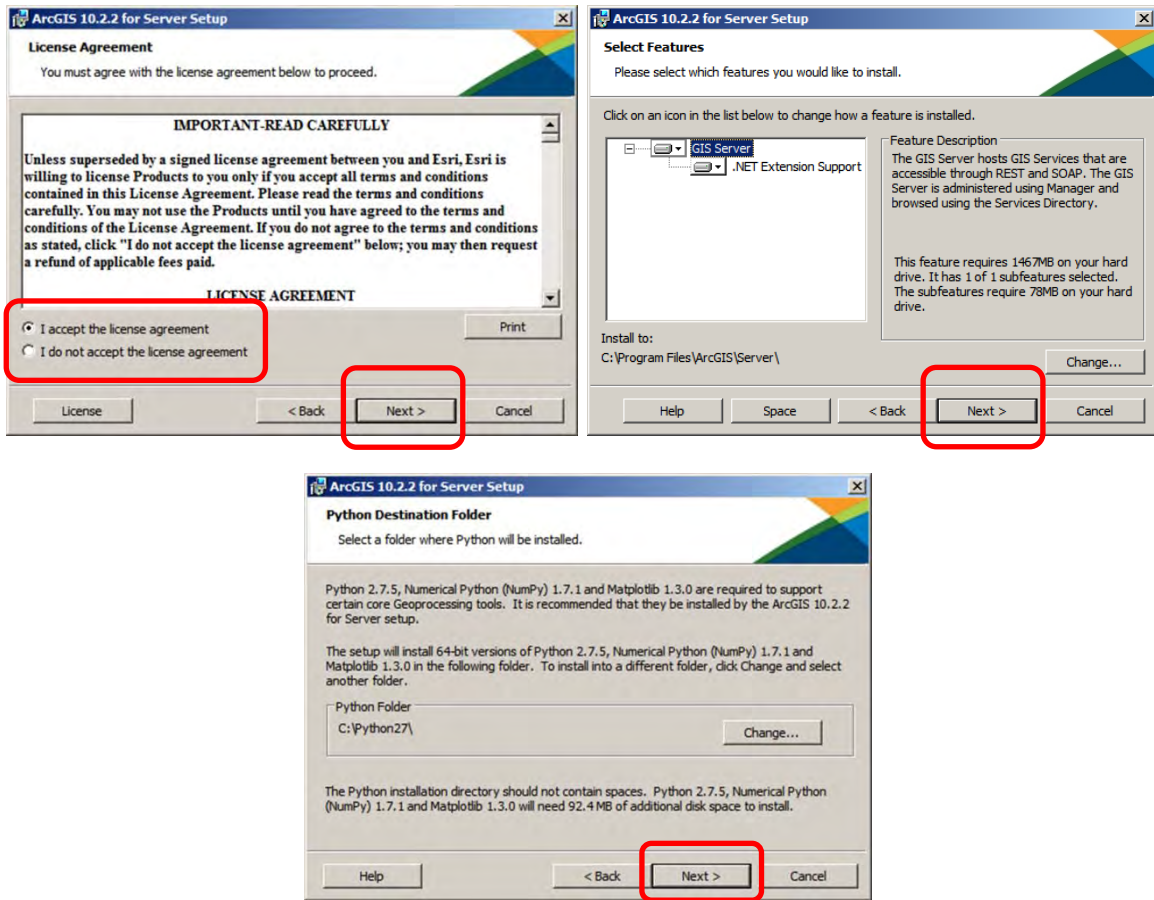 ArcGIS 10.2.2 for Server Setup
License Agreement
You must agree with the license agreement below to proceed.
IMPORTANT-READ CAREFULLY
Unless superseded by a signed license agreement between you and Esri, Esri is
willing to license Products to you only if you accept all terms and conditions
contained in this License Agreement. Please read the terms and conditions
carefully. You may not use the Products until you have agreed to the terms and
conditions of the License Agreement. If you do not agree to the terms and conditions
as stated, click "I do not accept the license agreement" below; you may then request
a refund of applicable fees paid.
LICENSE AGREEMENT
I accept the license agreement
I do not accept the license agreement
Print
License
< Back
Next >
Cancel
ArcGIS 10.2.2 for Server Setup
Select Features
Please select which features you would like to install.
Click on an icon in the list below to change how a feature is installed.
GIS Server
.NET Extension Support
Feature Description
The GIS Server hosts GIS Services that are
accessible through REST and SOAP. The GIS
Server is administered using Manager and
browsed using the Services Directory.
This feature requires 1467MB on your hard
drive. It has 1 of 1 subfeatures selected.
The subfeatures require 78MB on your hard
drive.
Install to:
C:\Program Files\ArcGIS\Server\
Change...
Help
Space
< Back
Next >
Cancel
ArcGIS 10.2.2 for Server Setup
Python Destination Folder
Select a folder where Python will be installed.
Python 2.7.5, Numerical Python (NumPy) 1.7.1 and Matplotlib 1.3.0 are required to support
certain core Geoprocessing tools. It is recommended that they be installed by the ArcGIS 10.2.2
for Server setup.
The setup will install 64-bit versions of Python 2.7.5, Numerical Python (NumPy) 1.7.1 and
Matplotlib 1.3.0 in the following folder. To install into a different folder, click Change and select
another folder.
Python Folder
C:\Python27\
Change...
The Python installation directory should not contain spaces. Python 2.7.5, Numerical Python
(NumPy) 1.7.1 and Matplotlib 1.3.0 will need 92.4 MB of additional disk space to install.
Help
< Back
Next >
Cancel